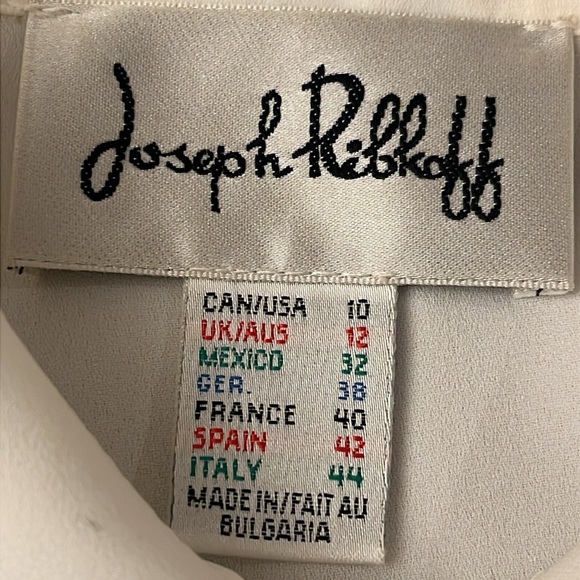 Joseph Ribkoff
CAN/USA 10
UK/AUS 12
MEXICO 32
GER. 38
FRANCE 40
SPAIN 42
ITALY 44
MADE IN/FAIT AU
BULGARIA